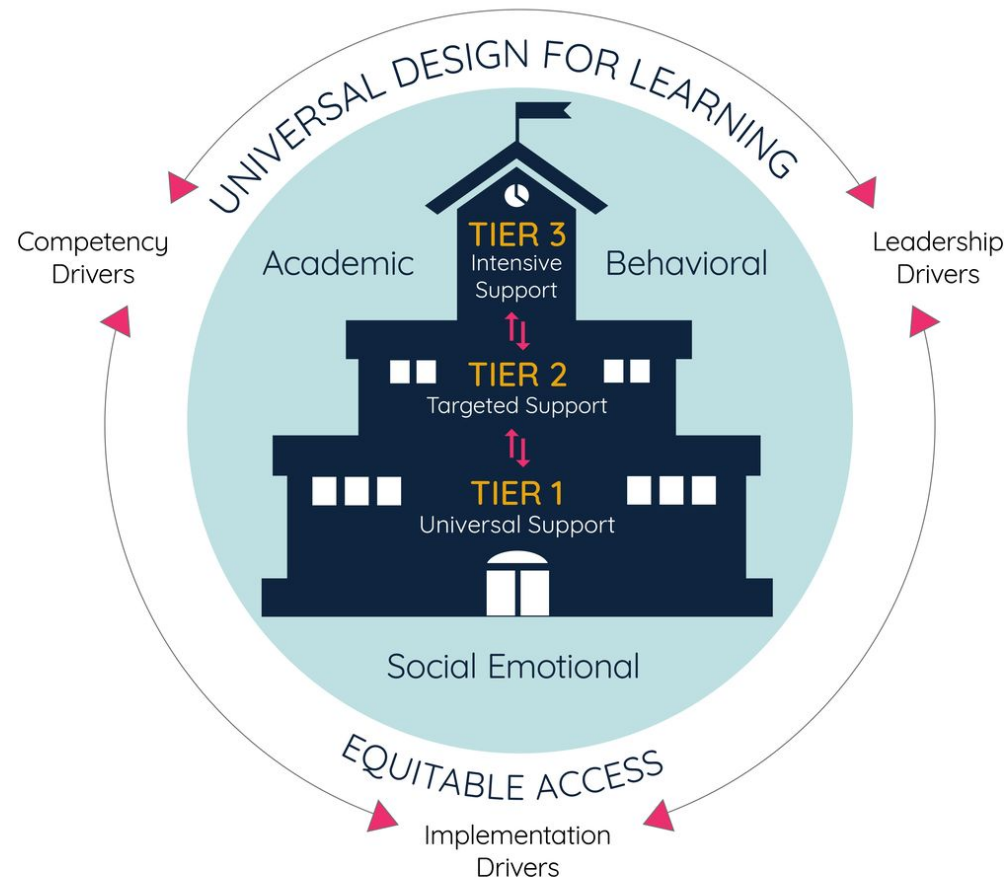 UNIVERSAL DESIGN FOR LEARNING
Competency
Drivers
Leadership
Drivers
Academic
Behavioral
TIER 3
Intensive
Support
TIER 2
Targeted Support
TIER 1
Universal Support
Social Emotional
EQUITABLE ACCESS
Implementation
Drivers